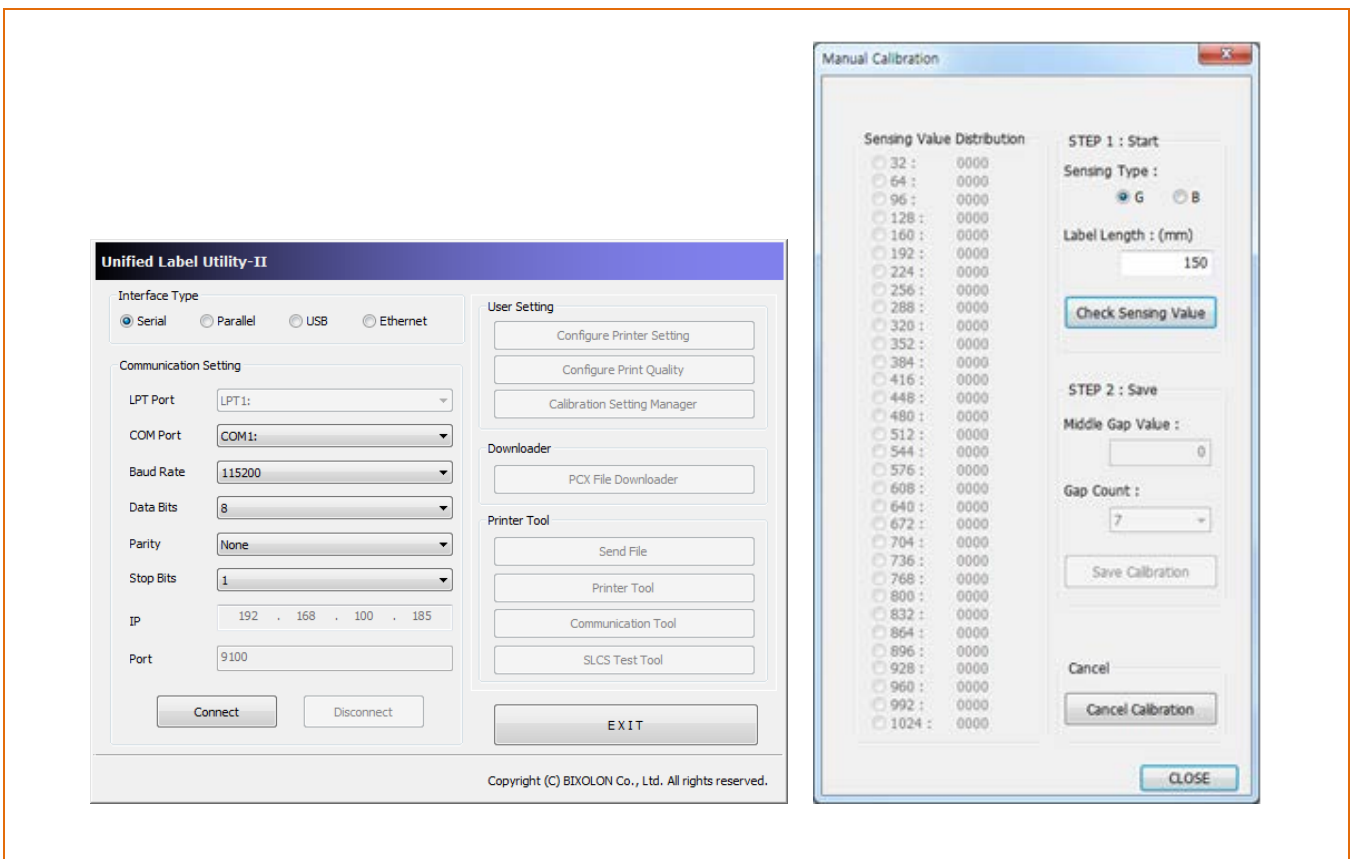 Unified Label Utility-II
Interface Type
Serial Parallel USB Ethernet
Communication Setting
LPT Port LPT1:
COM Port COM1:
Baud Rate 115200
Data Bits 8
Parity None
Stop Bits 1
IP 192 . 168 . 100 . 185
Port 9100
Connect Disconnect
User Setting
Configure Printer Setting
Configure Print Quality
Calibration Setting Manager
Downloader
PCX File Downloader
Printer Tool
Send File
Printer Tool
Communication Tool
SLCS Test Tool
EXIT
Copyright (C) BIXOLON Co., Ltd. All rights reserved.
Manual Calibration
Sensing Value Distribution
32 : 0000
64 : 0000
96 : 0000
128 : 0000
160 : 0000
192 : 0000
224 : 0000
256 : 0000
288 : 0000
320 : 0000
352 : 0000
384 : 0000
416 : 0000
448 : 0000
480 : 0000
512 : 0000
544 : 0000
576 : 0000
608 : 0000
640 : 0000
672 : 0000
704 : 0000
736 : 0000
768 : 0000
800 : 0000
832 : 0000
864 : 0000
896 : 0000
928 : 0000
960 : 0000
992 : 0000
1024 : 0000
STEP 1 : Start
Sensing Type :
G B
Label Length : (mm)
150
Check Sensing Value
STEP 2 : Save
Middle Gap Value :
0
Gap Count :
7
Save Calibration
Cancel
Cancel Calibration
CLOSE